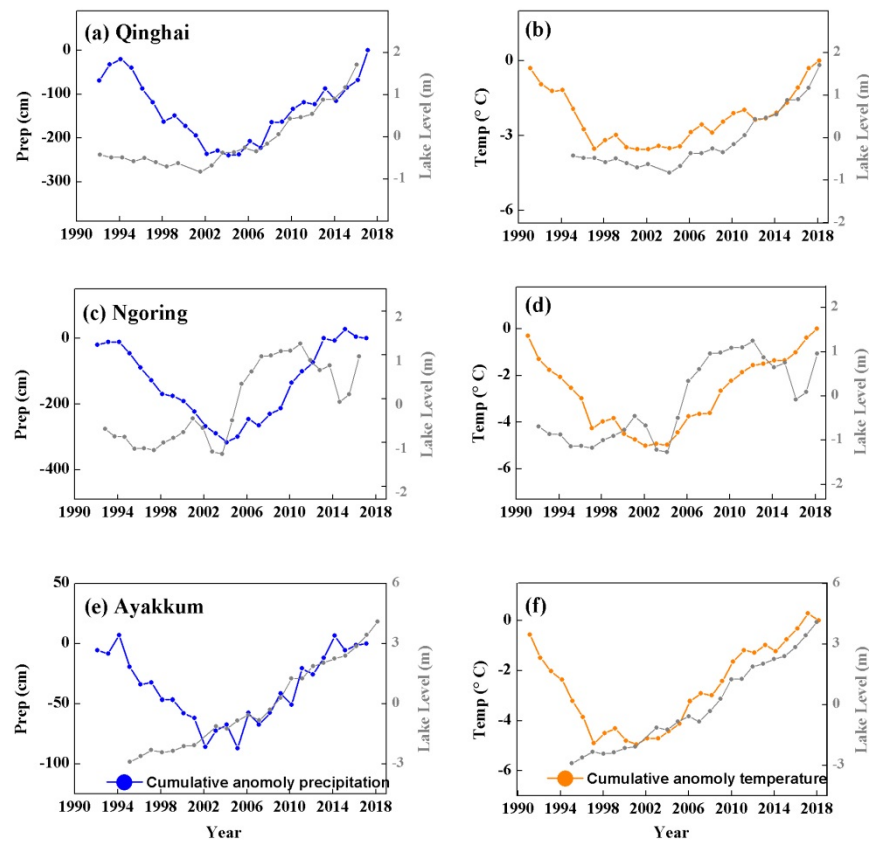 (a) Qinghai
Prep (cm)
0
-100
-200
-300
2
1
0
-1
Lake Level (m)
1990 1994 1998 2002 2006 2010 2014 2018
(b)
Temp (° C)
0
-3
-6
2
1
0
-1
-2
Lake Level (m)
1990 1994 1998 2002 2006 2010 2014 2018
(c) Ngoring
Prep (cm)
0
-200
-400
2
1
0
-1
-2
Lake Level (m)
1990 1994 1998 2002 2006 2010 2014 2018
(d)
Temp (° C)
0
-2
-4
-6
2
1
0
-1
-2
Lake Level (m)
1990 1994 1998 2002 2006 2010 2014 2018
(e) Ayakkum
Prep (cm)
50
0
-50
-100
6
3
0
-3
Lake Level (m)
Cumulative anomoly precipitation
1990 1994 1998 2002 2006 2010 2014 2018
Year
(f)
Temp (° C)
0
-2
-4
-6
6
3
0
-3
Lake Level (m)
Cumulative anomoly temperature
1990 1994 1998 2002 2006 2010 2014 2018
Year